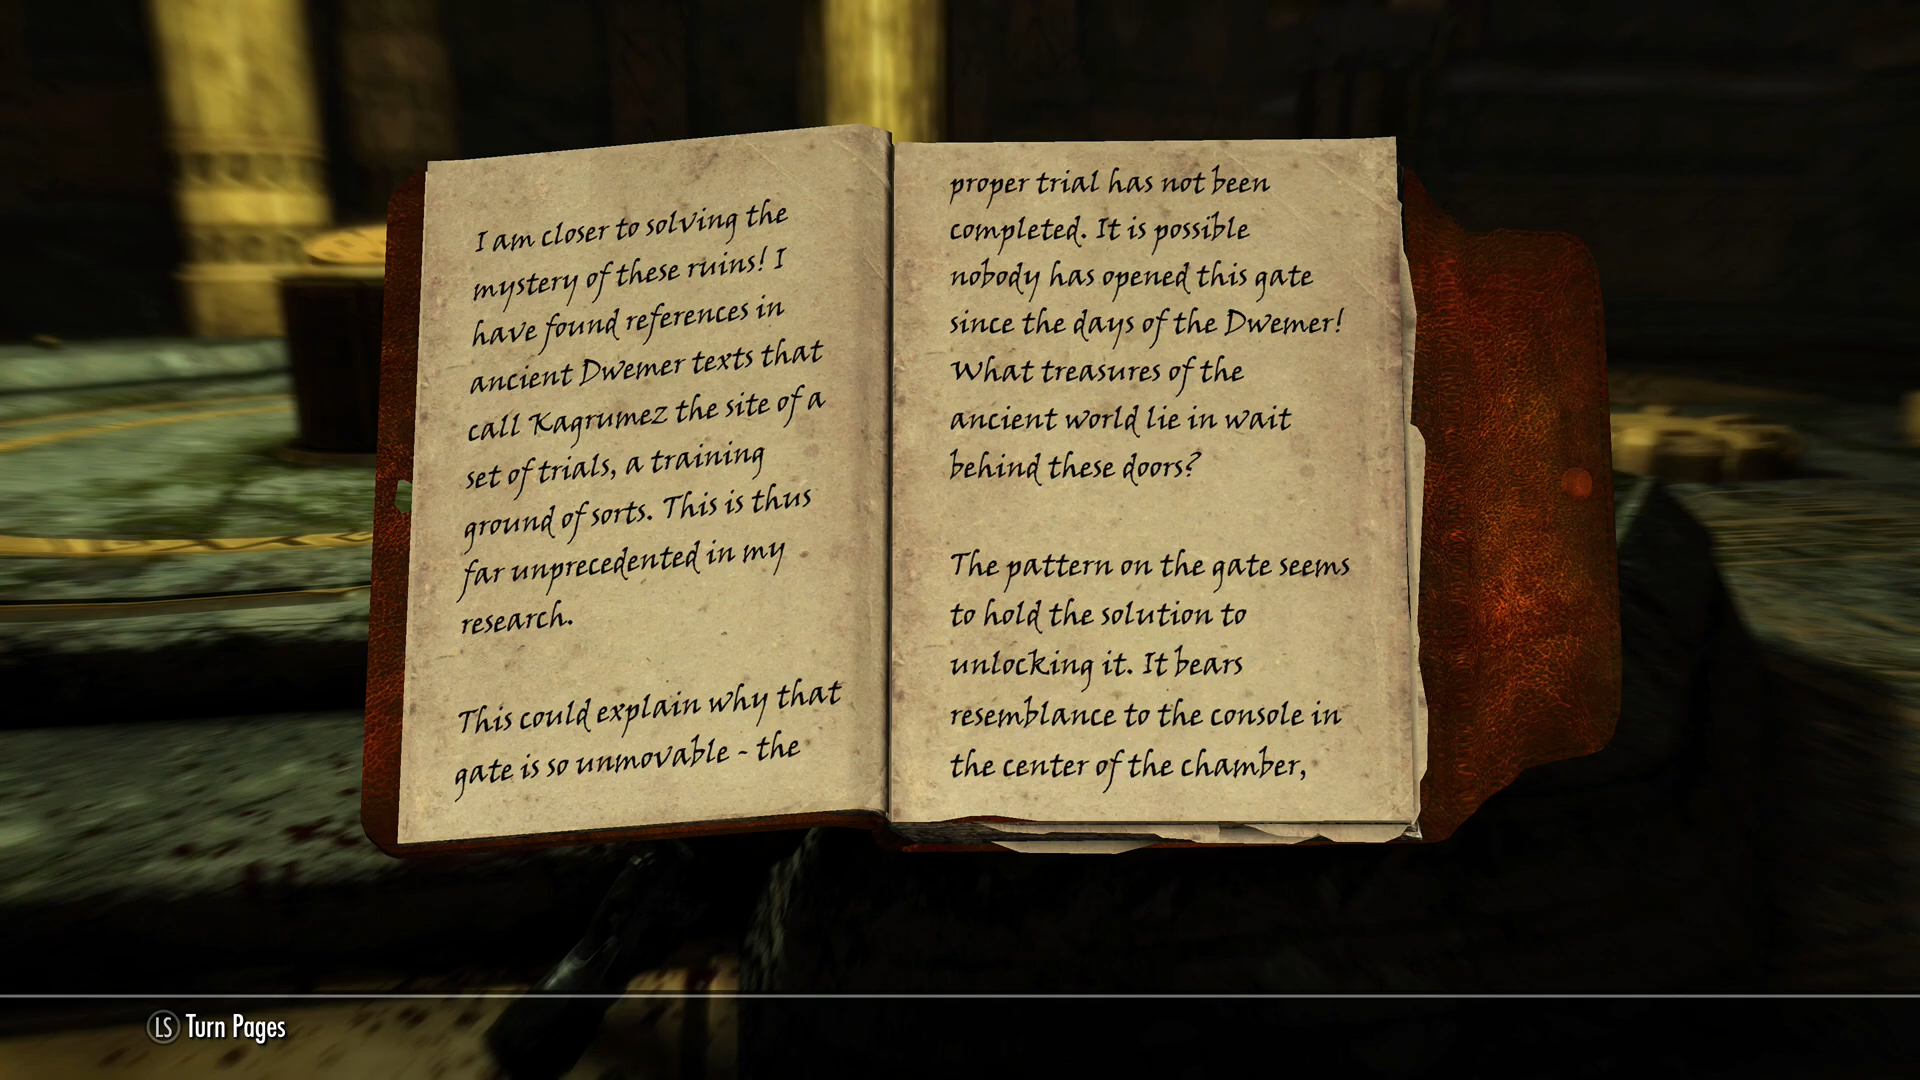 I am closer to solving the
mystery of these ruins! I
have found references in
ancient Dwemer texts that
call Kagrumez the site of a
set of trials, a training
ground of sorts. This is thus
far unprecedented in my
research.
This could explain why that
gate is so unmovable - the
proper trial has not been
completed. It is possible
nobody has opened this gate
since the days of the Dwemer!
What treasures of the
ancient world lie in wait
behind these doors?
The pattern on the gate seems
to hold the solution to
unlocking it. It bears
resemblance to the console in
the center of the chamber,
LS Turn Pages